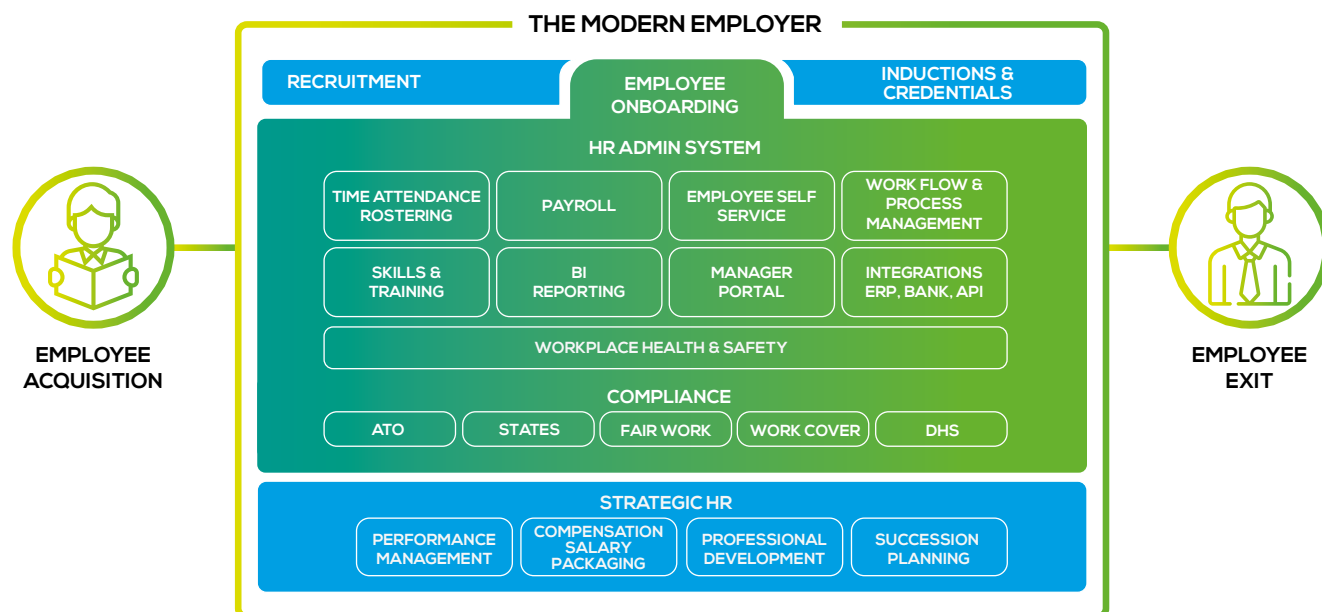 THE MODERN EMPLOYER
RECRUITMENT
EMPLOYEE
ONBOARDING
INDUCTIONS &
CREDENTIALS
HR ADMIN SYSTEM
TIME ATTENDANCE
ROSTERING
PAYROLL
EMPLOYEE SELF
SERVICE
WORK FLOW &
PROCESS
MANAGEMENT
SKILLS &
TRAINING
BI
REPORTING
MANAGER
PORTAL
INTEGRATIONS
ERP, BANK, API
WORKPLACE HEALTH & SAFETY
COMPLIANCE
ATO
STATES
FAIR WORK
WORK COVER
DHS
STRATEGIC HR
PERFORMANCE
MANAGEMENT
COMPENSATION
SALARY
PACKAGING
PROFESSIONAL
DEVELOPMENT
SUCCESSION
PLANNING
EMPLOYEE
ACQUISITION
EMPLOYEE
EXIT